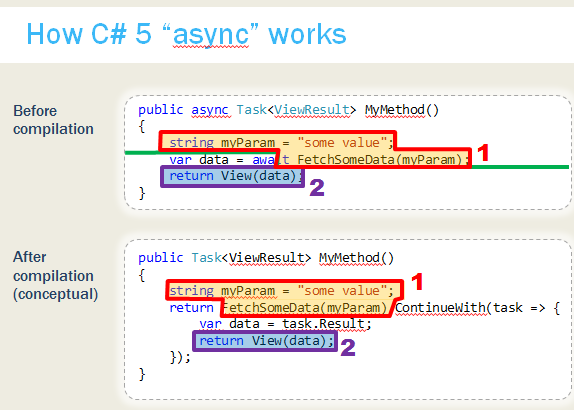 How C# 5 “async” works
Before
compilation
public async Task<ViewResult> MyMethod()
{
string myParam = "some value";
var data = await FetchSomeData(myParam);
1
return View(data);
2
}
After
compilation
(conceptual)
public Task<ViewResult> MyMethod()
{
string myParam = "some value";
1
return FetchSomeData(myParam).ContinueWith(task => {
var data = task.Result;
return View(data);
2
});
}